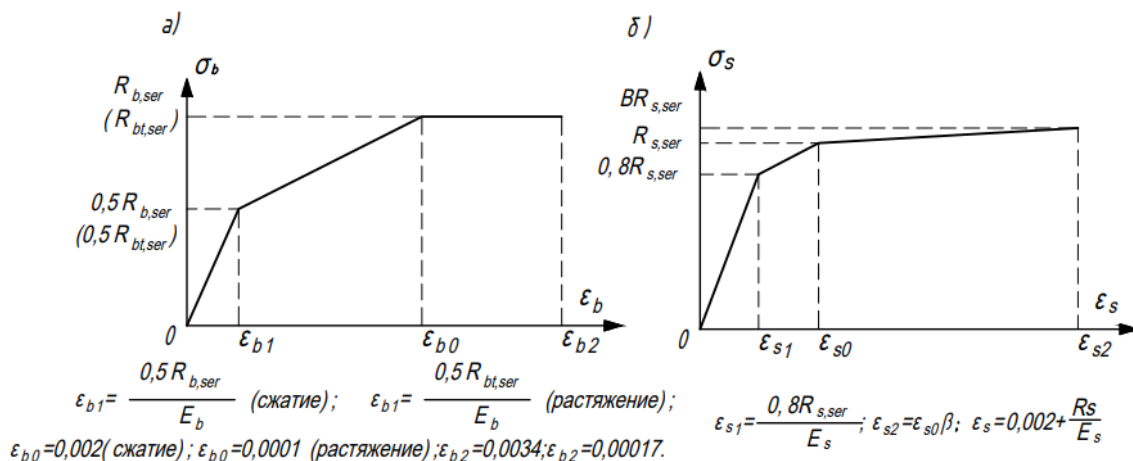 а)
σb
Rb,ser
(Rbt,ser)
0,5Rb,ser
(0,5Rbt,ser)
0
εb1
εb0
εb2
εb
б)
σs
BRs,ser
Rs,ser
0,8Rs,ser
0
εs1
εs0
εs2
εs
εb1= 0,5Rb,ser / Eb (сжатие); εb1= 0,5Rbt,ser / Eb (растяжение);
εb0=0,002(сжатие); εb0=0,0001 (растяжение);εb2=0,0034;εb2=0,00017.
εs1= 0,8Rs,ser / Es; εs2=εs0β; εs=0,002+ Rs / Es